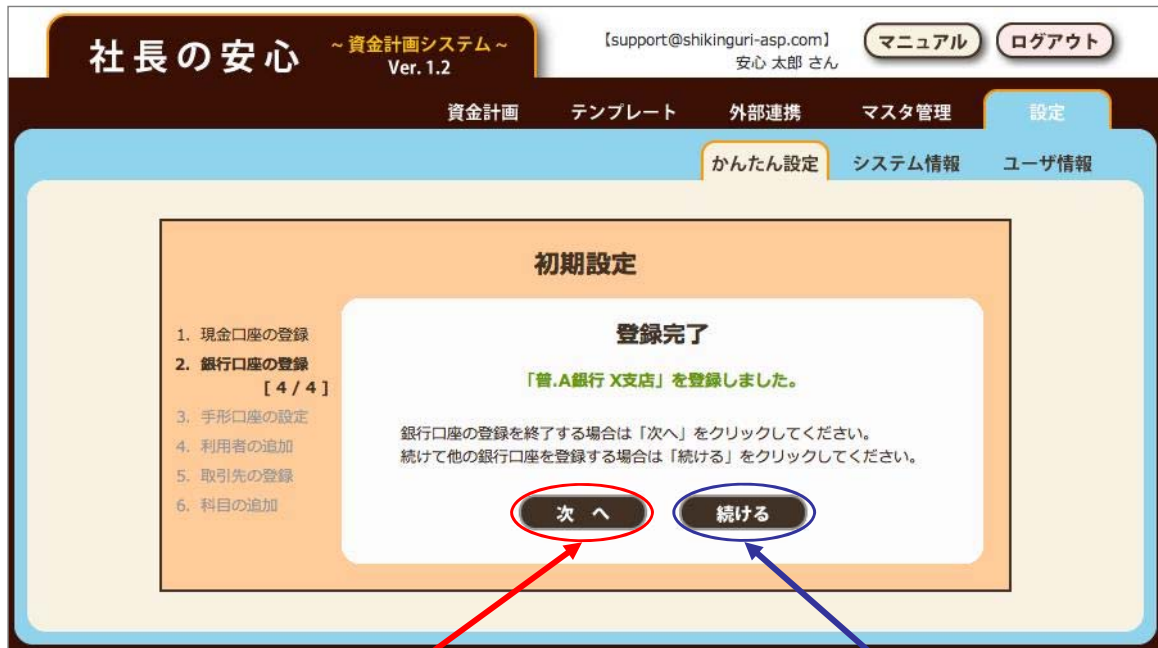 社長の安心
～資金計画システム～
Ver. 1.2
【support@shikinguri-asp.com】
安心 太郎 さん
マニュアル
ログアウト
資金計画 テンプレート 外部連携 マスタ管理 設定
かんたん設定 システム情報 ユーザ情報
初期設定
1. 現金口座の登録
2. 銀行口座の登録
[ 4 / 4 ]
3. 手形口座の設定
4. 利用者の追加
5. 取引先の登録
6. 科目の追加
登録完了
「普.A銀行 X支店」を登録しました。
銀行口座の登録を終了する場合は「次へ」をクリックしてください。
続けて他の銀行口座を登録する場合は「続ける」をクリックしてください。
次 へ
続ける